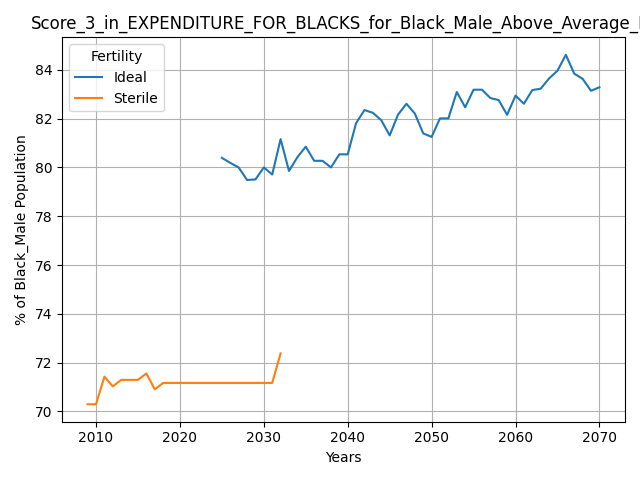 Score_3_in_EXPENDITURE_FOR_BLACKS_for_Black_Male_Above_Average_
Fertility
Ideal
Sterile
% of Black_Male Population
84
82
80
78
76
74
72
70
2010 2020 2030 2040 2050 2060 2070
Years